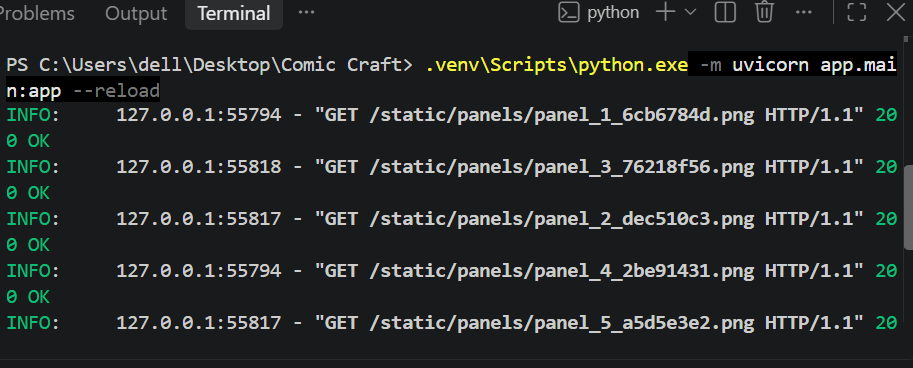 Problems Output Terminal ··· python ···
PS C:\Users\dell\Desktop\Comic Craft> .venv\Scripts\python.exe -m uvicorn app.mai
n:app --reload
INFO: 127.0.0.1:55794 - "GET /static/panels/panel_1_6cb6784d.png HTTP/1.1" 20
0 OK
INFO: 127.0.0.1:55818 - "GET /static/panels/panel_3_76218f56.png HTTP/1.1" 20
0 OK
INFO: 127.0.0.1:55817 - "GET /static/panels/panel_2_dec510c3.png HTTP/1.1" 20
0 OK
INFO: 127.0.0.1:55794 - "GET /static/panels/panel_4_2be91431.png HTTP/1.1" 20
0 OK
INFO: 127.0.0.1:55817 - "GET /static/panels/panel_5_a5d5e3e2.png HTTP/1.1" 20